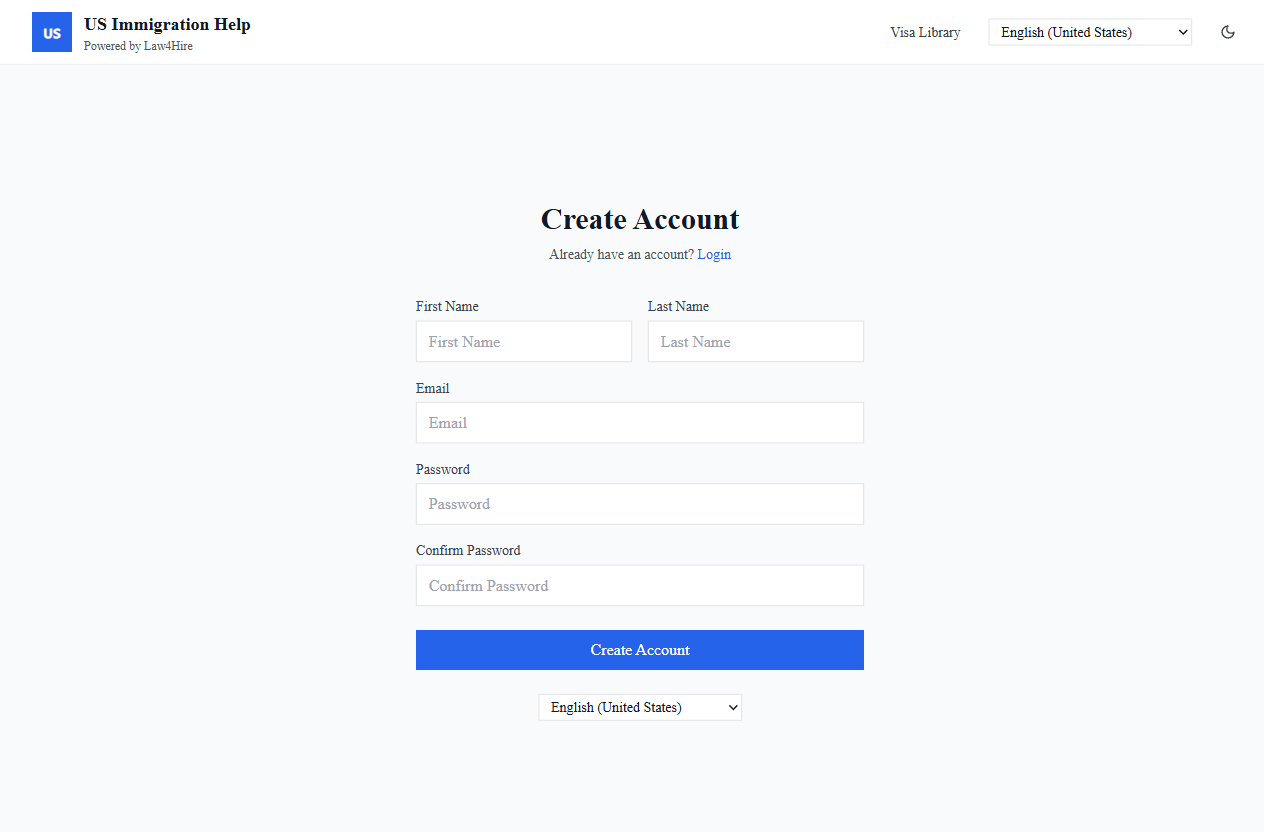 US
US Immigration Help
Powered by Law4Hire
Visa Library
English (United States)
Create Account
Already have an account? Login
First Name
Last Name
First Name
Last Name
Email
Email
Password
Password
Confirm Password
Confirm Password
Create Account
English (United States)